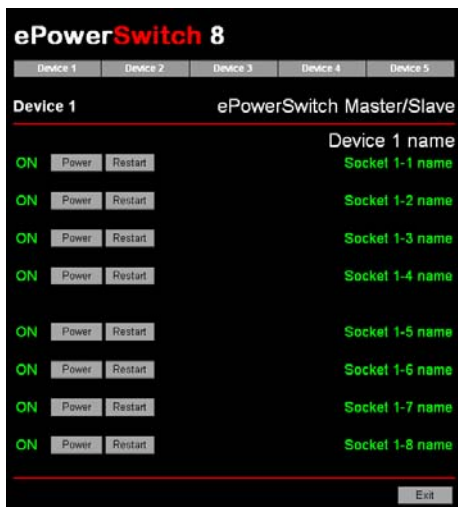 ePowerSwitch 8
Device 1 Device 2 Device 3 Device 4 Device 5
Device 1 ePowerSwitch Master/Slave
Device 1 name
ON Power Restart Socket 1-1 name
ON Power Restart Socket 1-2 name
ON Power Restart Socket 1-3 name
ON Power Restart Socket 1-4 name
ON Power Restart Socket 1-5 name
ON Power Restart Socket 1-6 name
ON Power Restart Socket 1-7 name
ON Power Restart Socket 1-8 name
Exit